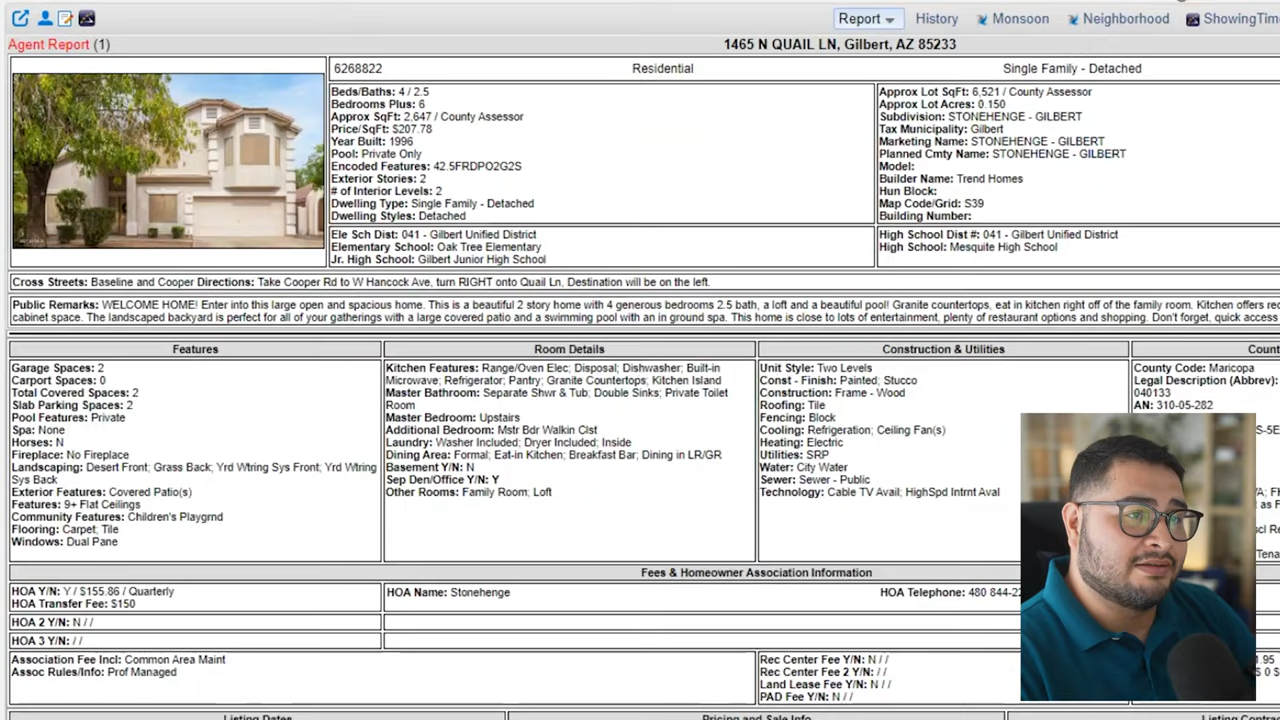 Report
History
Monsoon
Neighborhood
ShowingTim
Agent Report (1)
1465 N QUAIL LN, Gilbert, AZ 85233
6268822
Residential
Single Family - Detached
Beds/Baths: 4 / 2.5
Bedrooms Plus: 6
Approx SqFt: 2,647 / County Assessor
Price/SqFt: $207.78
Year Built: 1996
Pool: Private Only
Encoded Features: 42.5FRDPO2G2S
Exterior Stories: 2
# of Interior Levels: 2
Dwelling Type: Single Family - Detached
Dwelling Styles: Detached
Approx Lot SqFt: 6,521 / County Assessor
Approx Lot Acres: 0.150
Subdivision: STONEHENGE - GILBERT
Tax Municipality: Gilbert
Marketing Name: STONEHENGE - GILBERT
Planned Cmty Name: STONEHENGE - GILBERT
Model:
Builder Name: Trend Homes
Hun Block:
Map Code/Grid: S39
Building Number:
Ele Sch Dist: 041 - Gilbert Unified District
Elementary School: Oak Tree Elementary
Jr. High School: Gilbert Junior High School
High School Dist #: 041 - Gilbert Unified District
High School: Mesquite High School
Cross Streets: Baseline and Cooper Directions: Take Cooper Rd to W Hancock Ave, turn RIGHT onto Quail Ln, Destination will be on the left.
Public Remarks: WELCOME HOME! Enter into this large open and spacious home. This is a beautiful 2 story home with 4 generous bedrooms 2.5 bath, a loft and a beautiful pool! Granite countertops, eat in kitchen right off of the family room. Kitchen offers rec
cabinet space. The landscaped backyard is perfect for all of your gatherings with a large covered patio and a swimming pool with an in ground spa. This home is close to lots of entertainment, plenty of restaurant options and shopping. Don't forget, quick access
Features
Garage Spaces: 2
Carport Spaces: 0
Total Covered Spaces: 2
Slab Parking Spaces: 2
Pool Features: Private
Spa: None
Horses: N
Fireplace: No Fireplace
Landscaping: Desert Front; Grass Back; Yrd Wtring Sys Front; Yrd Wtring
Sys Back
Exterior Features: Covered Patio(s)
Features: 9+ Flat Ceilings
Community Features: Children's Playgrnd
Flooring: Carpet; Tile
Windows: Dual Pane
Room Details
Kitchen Features: Range/Oven Elec; Disposal; Dishwasher; Built-in
Microwave; Refrigerator; Pantry; Granite Countertops; Kitchen Island
Master Bathroom: Separate Shwr & Tub; Double Sinks; Private Toilet
Room
Master Bedroom: Upstairs
Additional Bedroom: Mstr Bdr Walkin Clst
Laundry: Washer Included; Dryer Included; Inside
Dining Area: Formal; Eat-in Kitchen; Breakfast Bar; Dining in LR/GR
Basement Y/N: N
Sep Den/Office Y/N: Y
Other Rooms: Family Room; Loft
Construction & Utilities
Unit Style: Two Levels
Const - Finish: Painted; Stucco
Construction: Frame - Wood
Roofing: Tile
Fencing: Block
Cooling: Refrigeration; Ceiling Fan(s)
Heating: Electric
Utilities: SRP
Water: City Water
Sewer: Sewer - Public
Technology: Cable TV Avail; HighSpd Intrnt Aval
Count
County Code: Maricopa
Legal Description (Abbrev):
040133
AN: 310-05-282
S-5E
as F
Tena
Fees & Homeowner Association Information
HOA Y/N: Y / $155.86 / Quarterly
HOA Transfer Fee: $150
HOA Name: Stonehenge
HOA Telephone: 480 844-22
HOA 2 Y/N: N / /
HOA 3 Y/N: / /
Association Fee Incl: Common Area Maint
Assoc Rules/Info: Prof Managed
Rec Center Fee Y/N: N / /
Rec Center Fee 2 Y/N: / /
Land Lease Fee Y/N: N / /
PAD Fee Y/N: N / /
1.95
$ 0 $
Listing Dates
Pricing and Sale Info
Listing Contrac